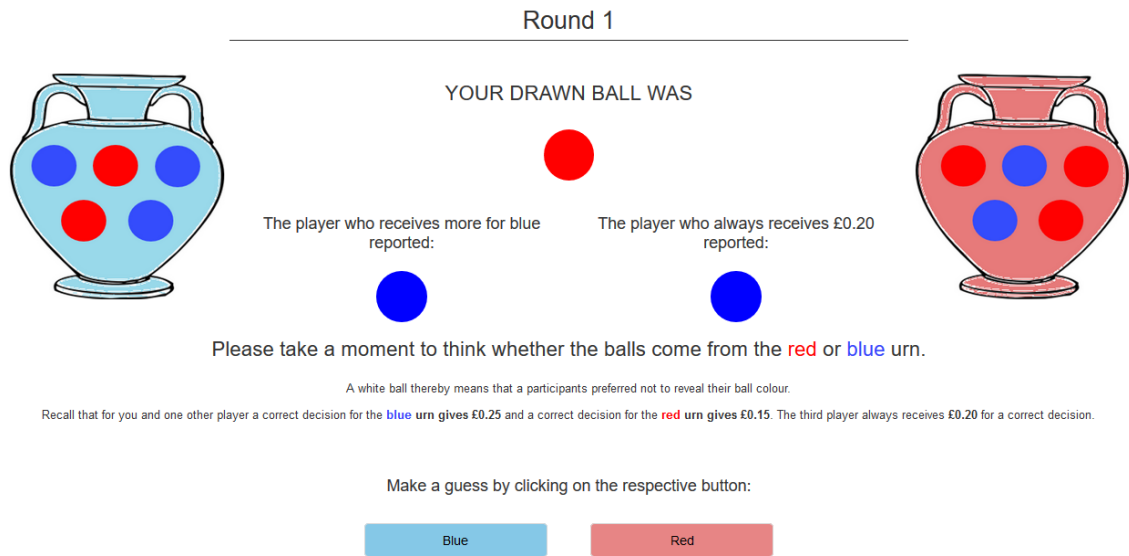 Round 1
YOUR DRAWN BALL WAS
The player who receives more for blue
reported:
The player who always receives £0.20
reported:
Please take a moment to think whether the balls come from the red or blue urn.
A white ball thereby means that a participants preferred not to reveal their ball colour.
Recall that for you and one other player a correct decision for the blue urn gives £0.25 and a correct decision for the red urn gives £0.15. The third player always receives £0.20 for a correct decision.
Make a guess by clicking on the respective button:
Blue
Red